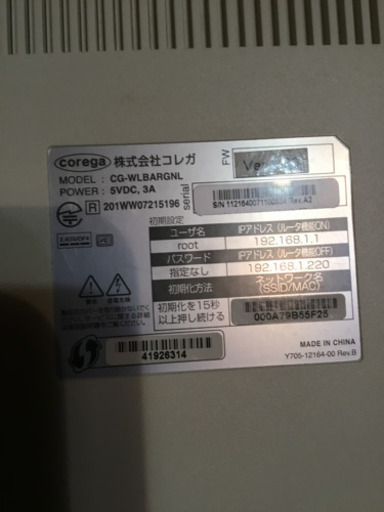 corega 株式会社コレガ
MODEL : CG-WLBARGNL
POWER : 5VDC, 3A
FW
serial
R 201WW07215196
初期設定
ユーザ名
root
パスワード
指定なし
初期化方法
初期化を15秒
以上押し続ける
IPアドレス(ルータ機能ON)
192.168.1.1
IPアドレス(ルータ機能OFF)
192.168.1.220
ネットワーク名
(SSID/MAC)
000A79B55F25
41926314
MADE IN CHINA
Y705-12164-00 Rev.B